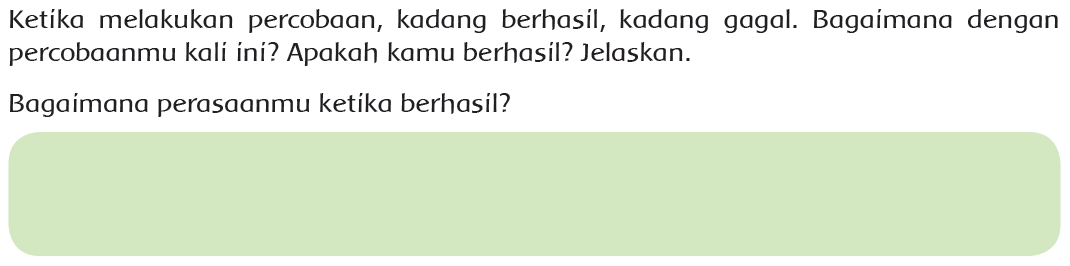 Ketika melakukan percobaan, kadang berhasil, kadang gagal. Bagaimana dengan
percobaanmu kali ini? Apakah kamu berhasil? Jelaskan.
Bagaimana perasaanmu ketika berhasil?